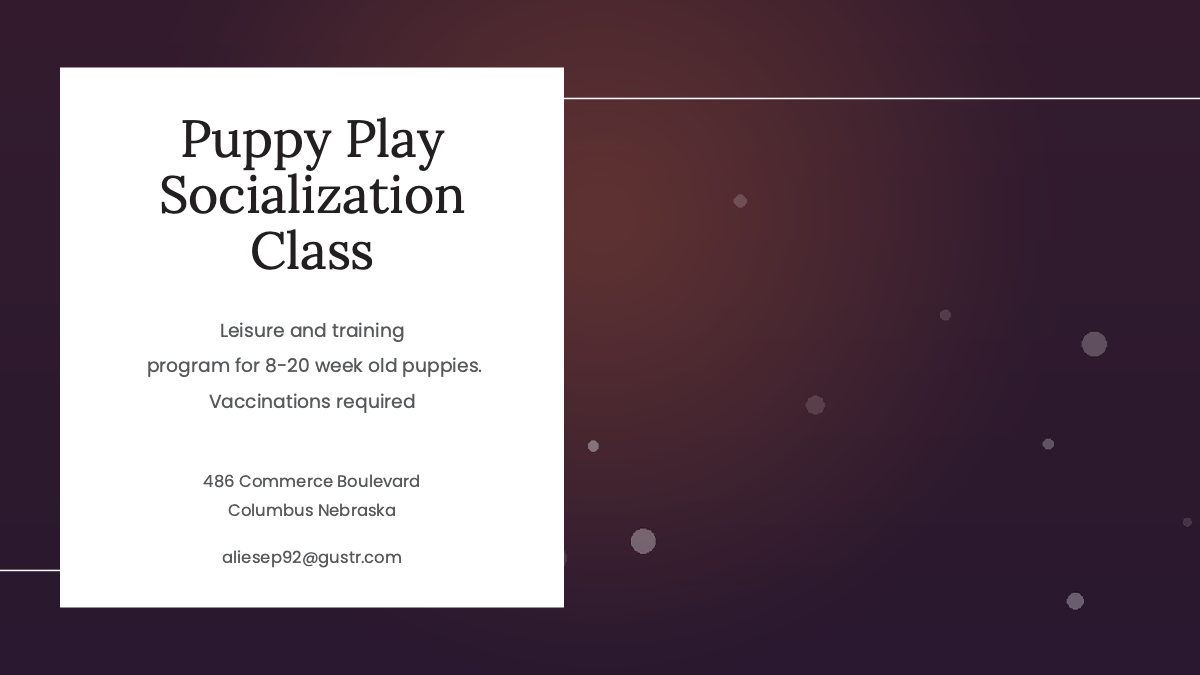 Puppy Play
Socialization
Class
Leisure and training
program for 8-20 week old puppies.
Vaccinations required
486 Commerce Boulevard
Columbus Nebraska
aliesep92@gustr.com